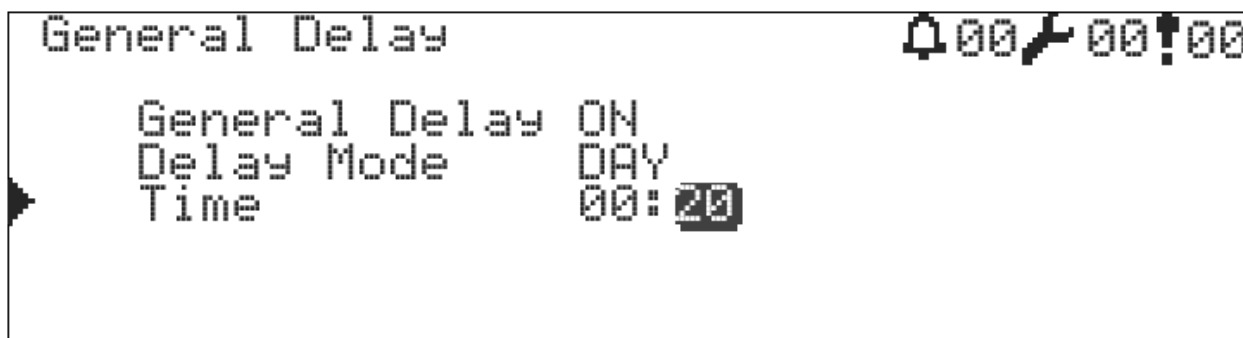 General Delay 00 00 00
General Delay ON
Delay Mode DAY
Time 00:20